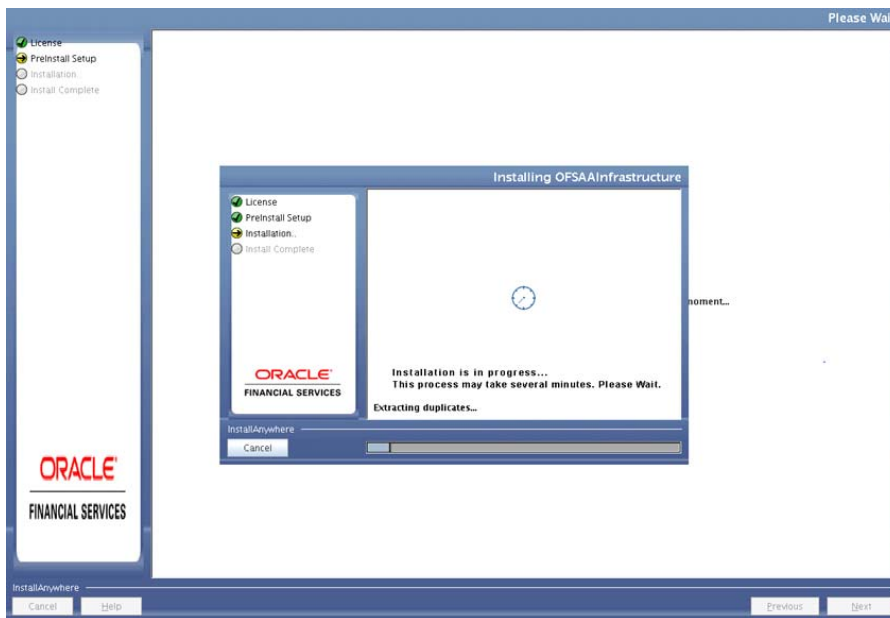 Please Wai
License
PreInstall Setup
Installation..
Install Complete
Installing OFSAAInfrastructure
License
PreInstall Setup
Installation..
Install Complete
moment...
ORACLE
FINANCIAL SERVICES
Installation is in progress...
This process may take several minutes. Please Wait.
Extracting duplicates...
InstallAnywhere
Cancel
ORACLE
FINANCIAL SERVICES
InstallAnywhere
Cancel
Help
Previous
Next